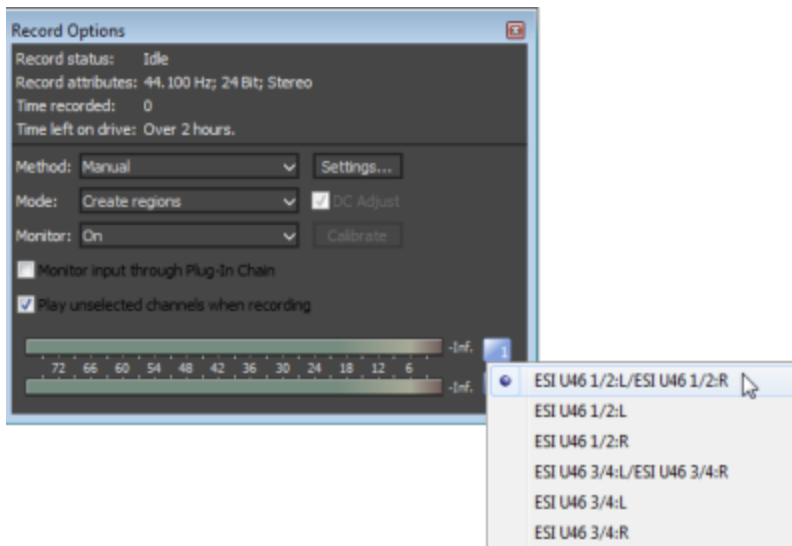 Record Options
Record status: Idle
Record attributes: 44.100 Hz; 24 Bit; Stereo
Time recorded: 0
Time left on drive: Over 2 hours.
Method: Manual Settings...
Mode: Create regions DC Adjust
Monitor: On Calibrate
Monitor input through Plug-In Chain
Play unselected channels when recording
-Inf. 1
72 66 60 54 48 42 36 30 24 18 12 6
-Inf.
ESI U46 1/2:L/ESI U46 1/2:R
ESI U46 1/2:L
ESI U46 1/2:R
ESI U46 3/4:L/ESI U46 3/4:R
ESI U46 3/4:L
ESI U46 3/4:R